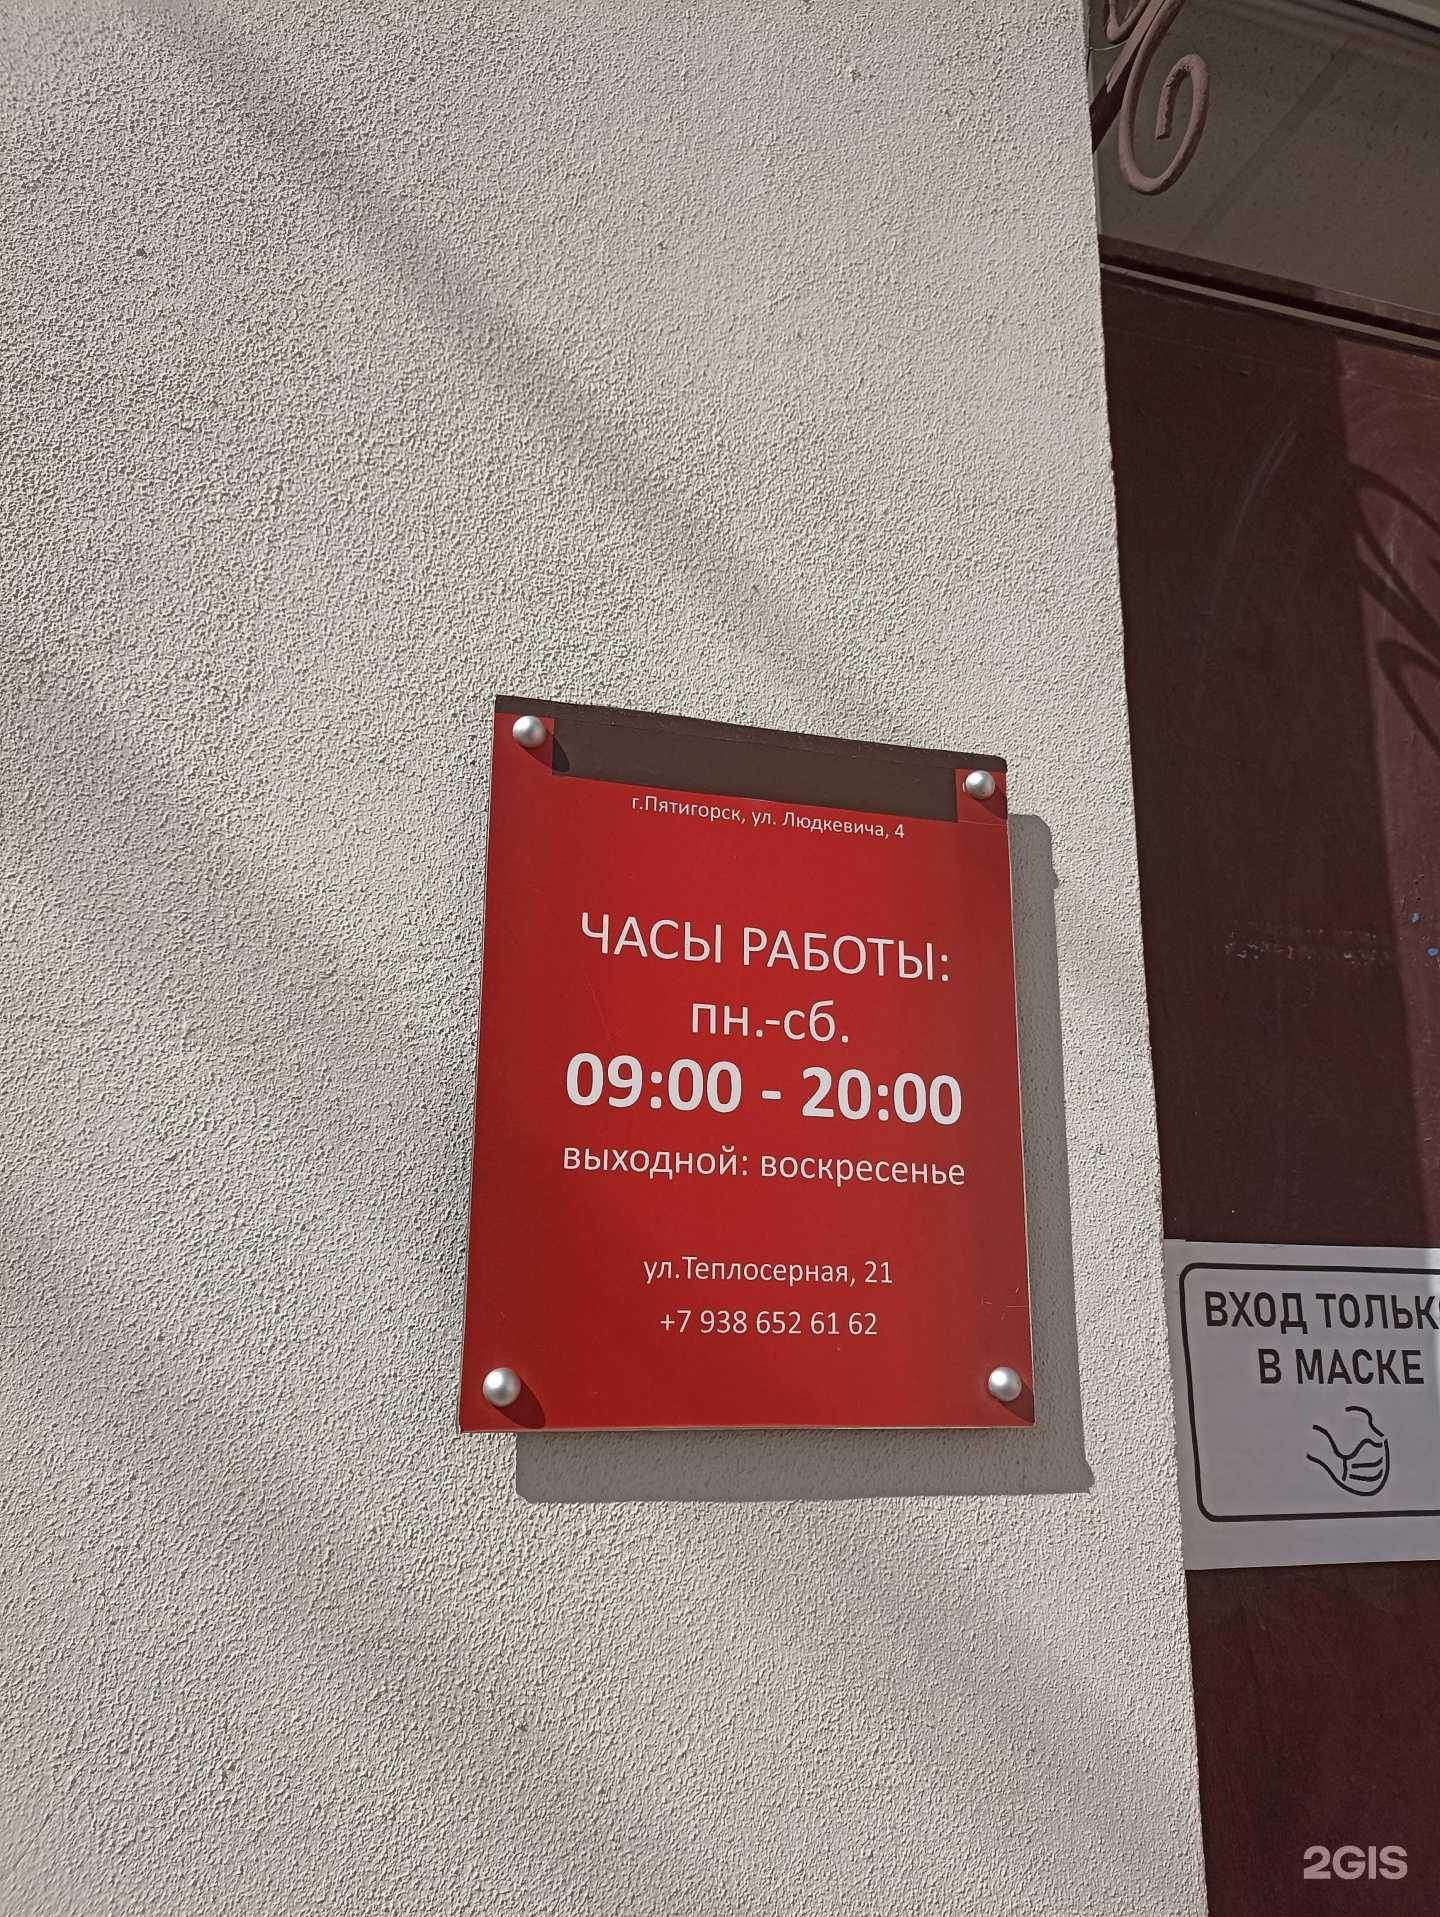 г.Пятигорск, ул. Людкевича, 4
ЧАСЫ РАБОТЫ:
пн.-сб.
09:00 - 20:00
выходной: воскресенье
ул.Теплосерная, 21
+7 938 652 61 62
ВХОД ТОЛЬКО
В МАСКЕ
2GIS